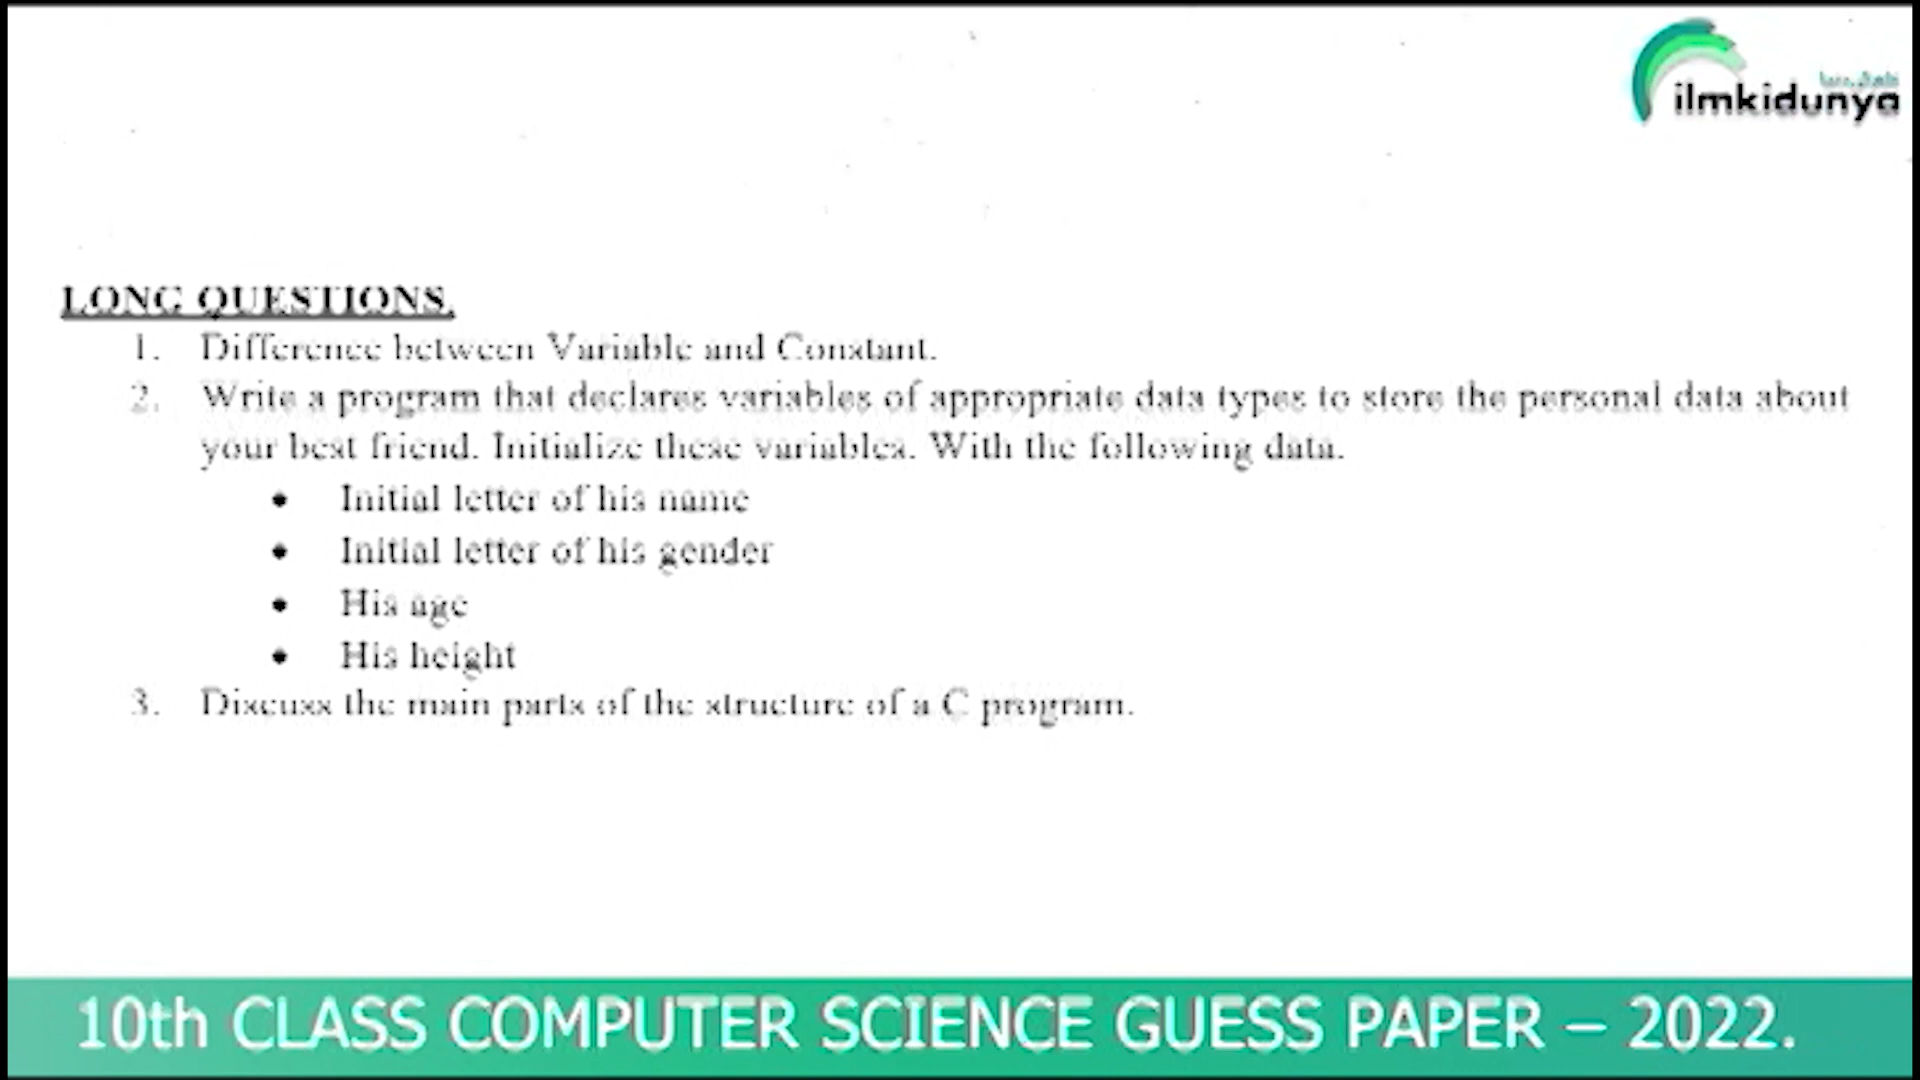 ilmkidunya
LONG QUESTIONS.
1. Difference between Variable and Constant.
2. Write a program that declares variables of appropriate data types to store the personal data about
your best friend. Initialize these variables. With the following data.
• Initial letter of his name
• Initial letter of his gender
• His age
• His height
3. Discuss the main parts of the structure of a C program.
10th CLASS COMPUTER SCIENCE GUESS PAPER – 2022.